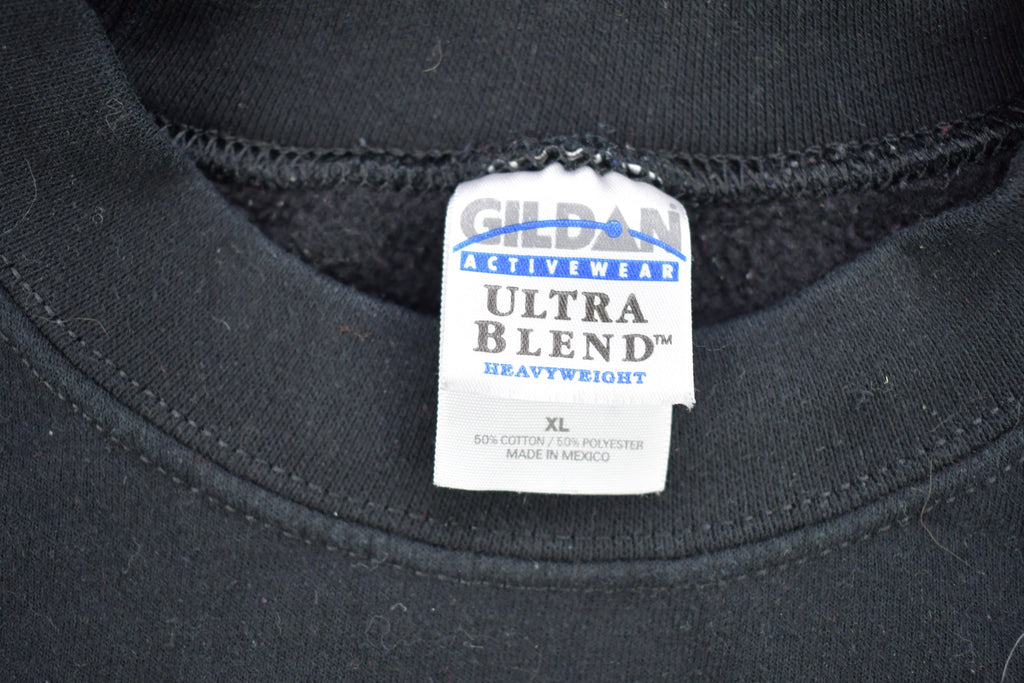 GILDAN
ACTIVEWEAR
ULTRA
BLEND™
HEAVYWEIGHT
XL
50% COTTON / 50% POLYESTER
MADE IN MEXICO